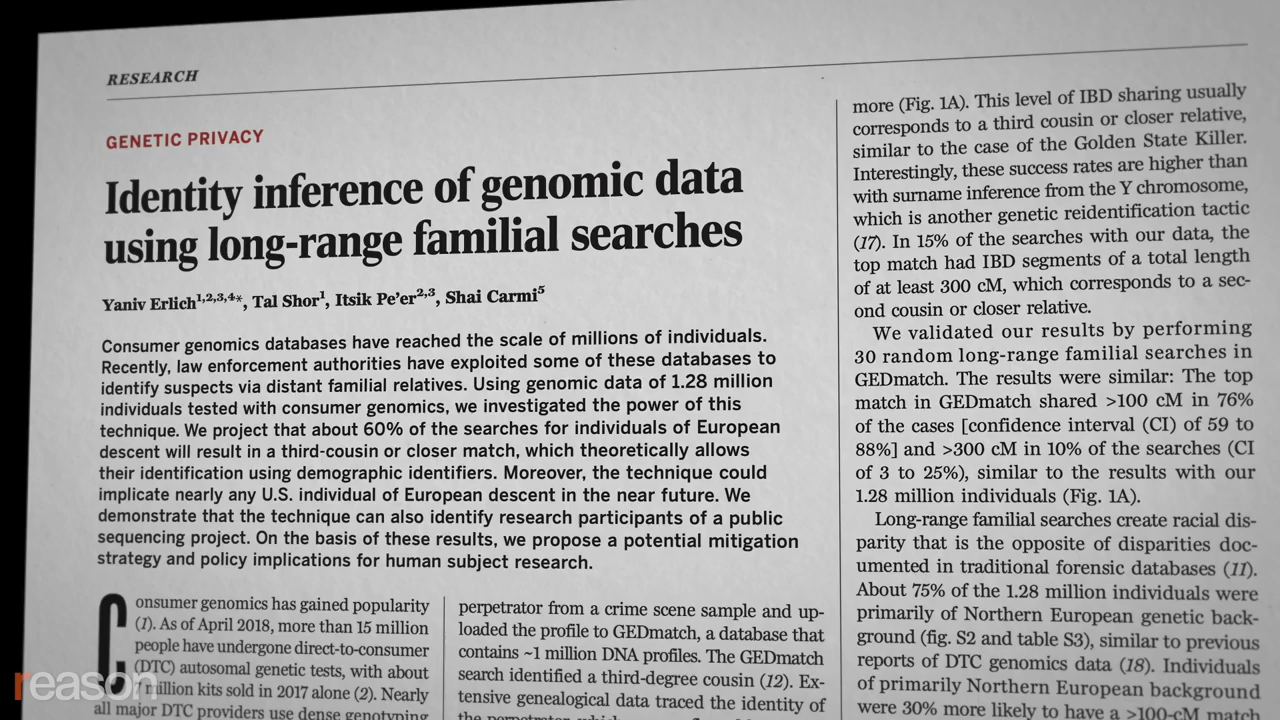 RESEARCH
GENETIC PRIVACY
Identity inference of genomic data
using long-range familial searches
Yaniv Erlich1,2,3,4*, Tal Shor1, Itsik Pe’er2,3, Shai Carmi5
Consumer genomics databases have reached the scale of millions of individuals.
Recently, law enforcement authorities have exploited some of these databases to
identify suspects via distant familial relatives. Using genomic data of 1.28 million
individuals tested with consumer genomics, we investigated the power of this
technique. We project that about 60% of the searches for individuals of European
descent will result in a third-cousin or closer match, which theoretically allows
their identification using demographic identifiers. Moreover, the technique could
implicate nearly any U.S. individual of European descent in the near future. We
demonstrate that the technique can also identify research participants of a public
sequencing project. On the basis of these results, we propose a potential mitigation
strategy and policy implications for human subject research.
Consumer genomics has gained popularity
(1). As of April 2018, more than 15 million
people have undergone direct-to-consumer
(DTC) autosomal genetic tests, with about
7 million kits sold in 2017 alone (2). Nearly
all major DTC providers use dense genotyping
perpetrator from a crime scene sample and up-
loaded the profile to GEDmatch, a database that
contains ~1 million DNA profiles. The GEDmatch
search identified a third-degree cousin (12). Ex-
tensive genealogical data traced the identity of
the perpetrator, which
more (Fig. 1A). This level of IBD sharing usually
corresponds to a third cousin or closer relative,
similar to the case of the Golden State Killer.
Interestingly, these success rates are higher than
with surname inference from the Y chromosome,
which is another genetic reidentification tactic
(17). In 15% of the searches with our data, the
top match had IBD segments of a total length
of at least 300 cM, which corresponds to a sec-
ond cousin or closer relative.
We validated our results by performing
30 random long-range familial searches in
GEDmatch. The results were similar: The top
match in GEDmatch shared >100 cM in 76%
of the cases [confidence interval (CI) of 59 to
88%] and >300 cM in 10% of the searches (CI
of 3 to 25%), similar to the results with our
1.28 million individuals (Fig. 1A).
Long-range familial searches create racial dis-
parity that is the opposite of disparities doc-
umented in traditional forensic databases (11).
About 75% of the 1.28 million individuals were
primarily of Northern European genetic back-
ground (fig. S2 and table S3), similar to previous
reports of DTC genomics data (18). Individuals
of primarily Northern European background
were 30% more likely to have a >100-cM match
reason